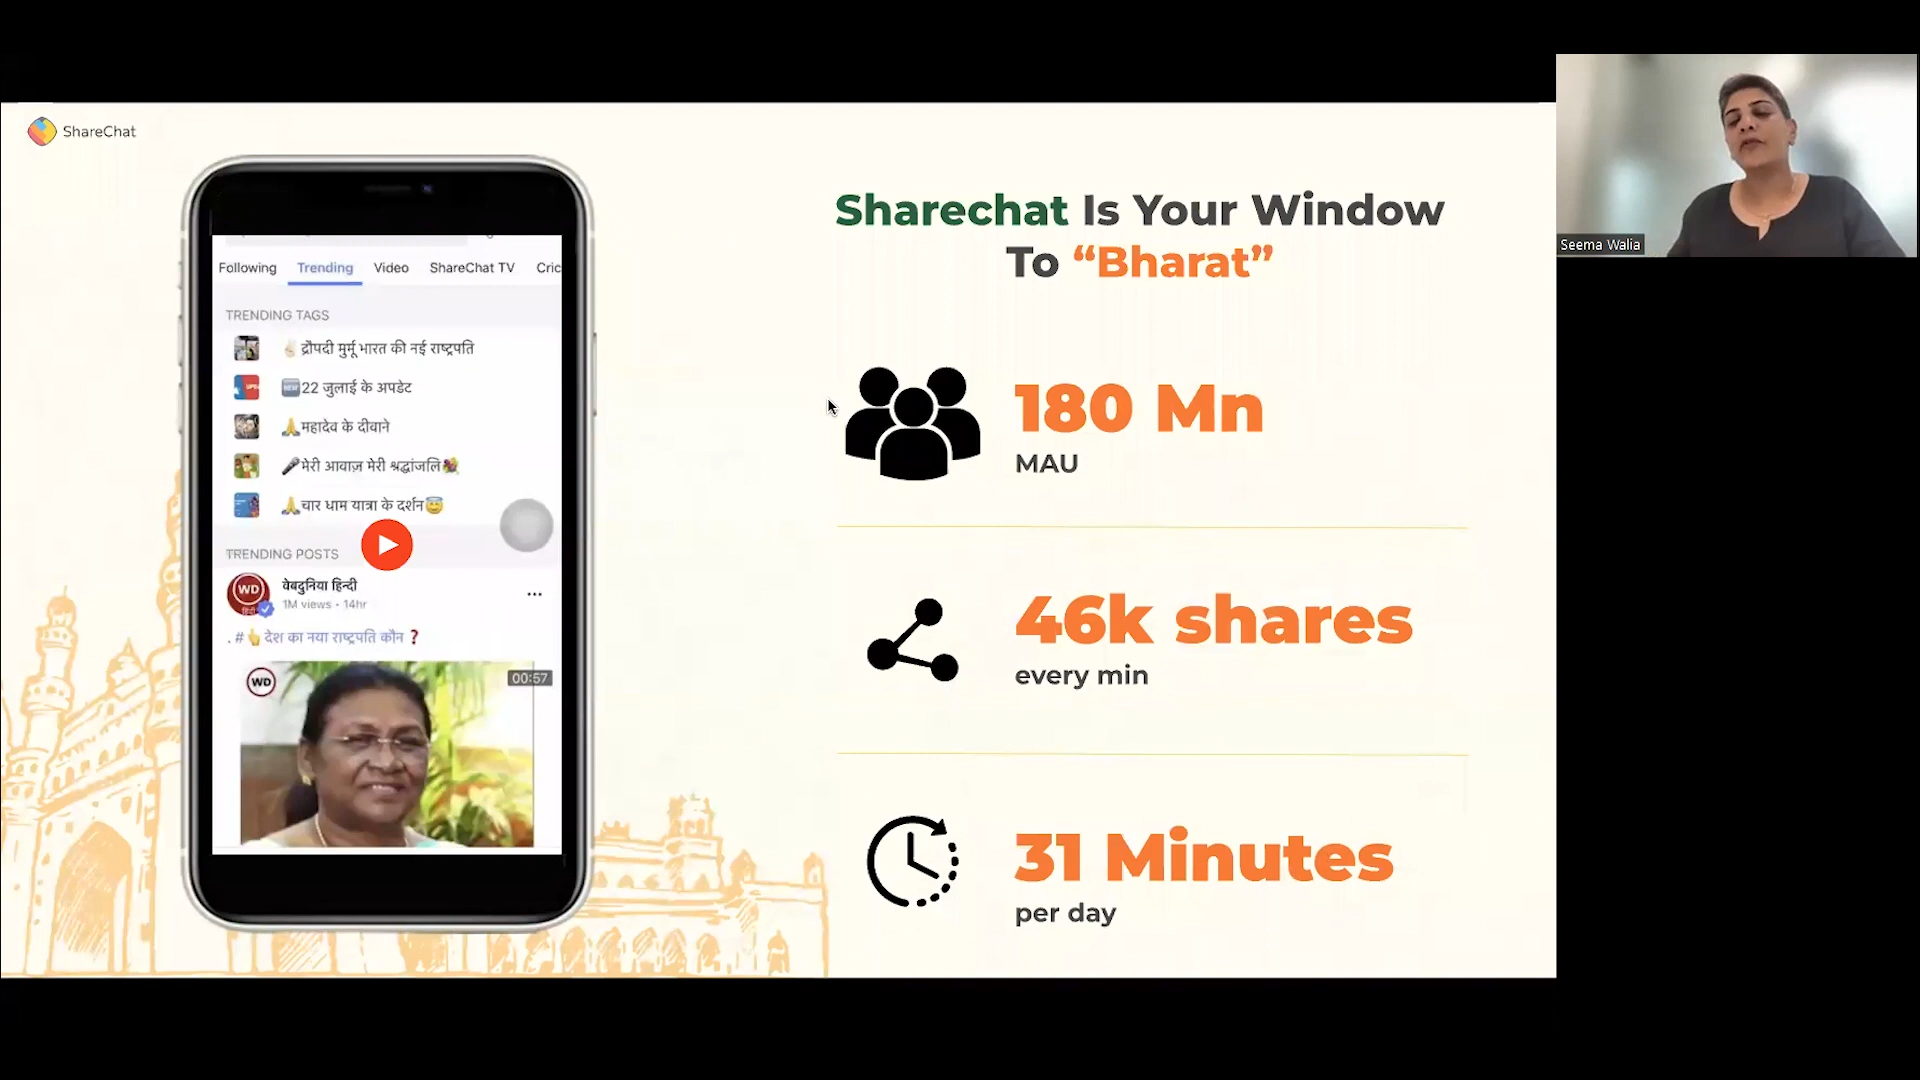 ShareChat
Following Trending Video ShareChat TV Cric
TRENDING TAGS
✌🏻द्रौपदी मुर्मू भारत की नई राष्ट्रपति
🆕22 जुलाई के अपडेट
🙏महादेव के दीवाने
🎤मेरी आवाज़ मेरी श्रद्धांजलि💐
🙏चार धाम यात्रा के दर्शन😇
TRENDING POSTS
WD
हिन्दी
वेबदुनिया हिन्दी
1M views • 14hr
. #👆देश का नया राष्ट्रपति कौन ❓
WD
00:57
Sharechat Is Your Window
To “Bharat”
180 Mn
MAU
46k shares
every min
31 Minutes
per day
Seema Walia